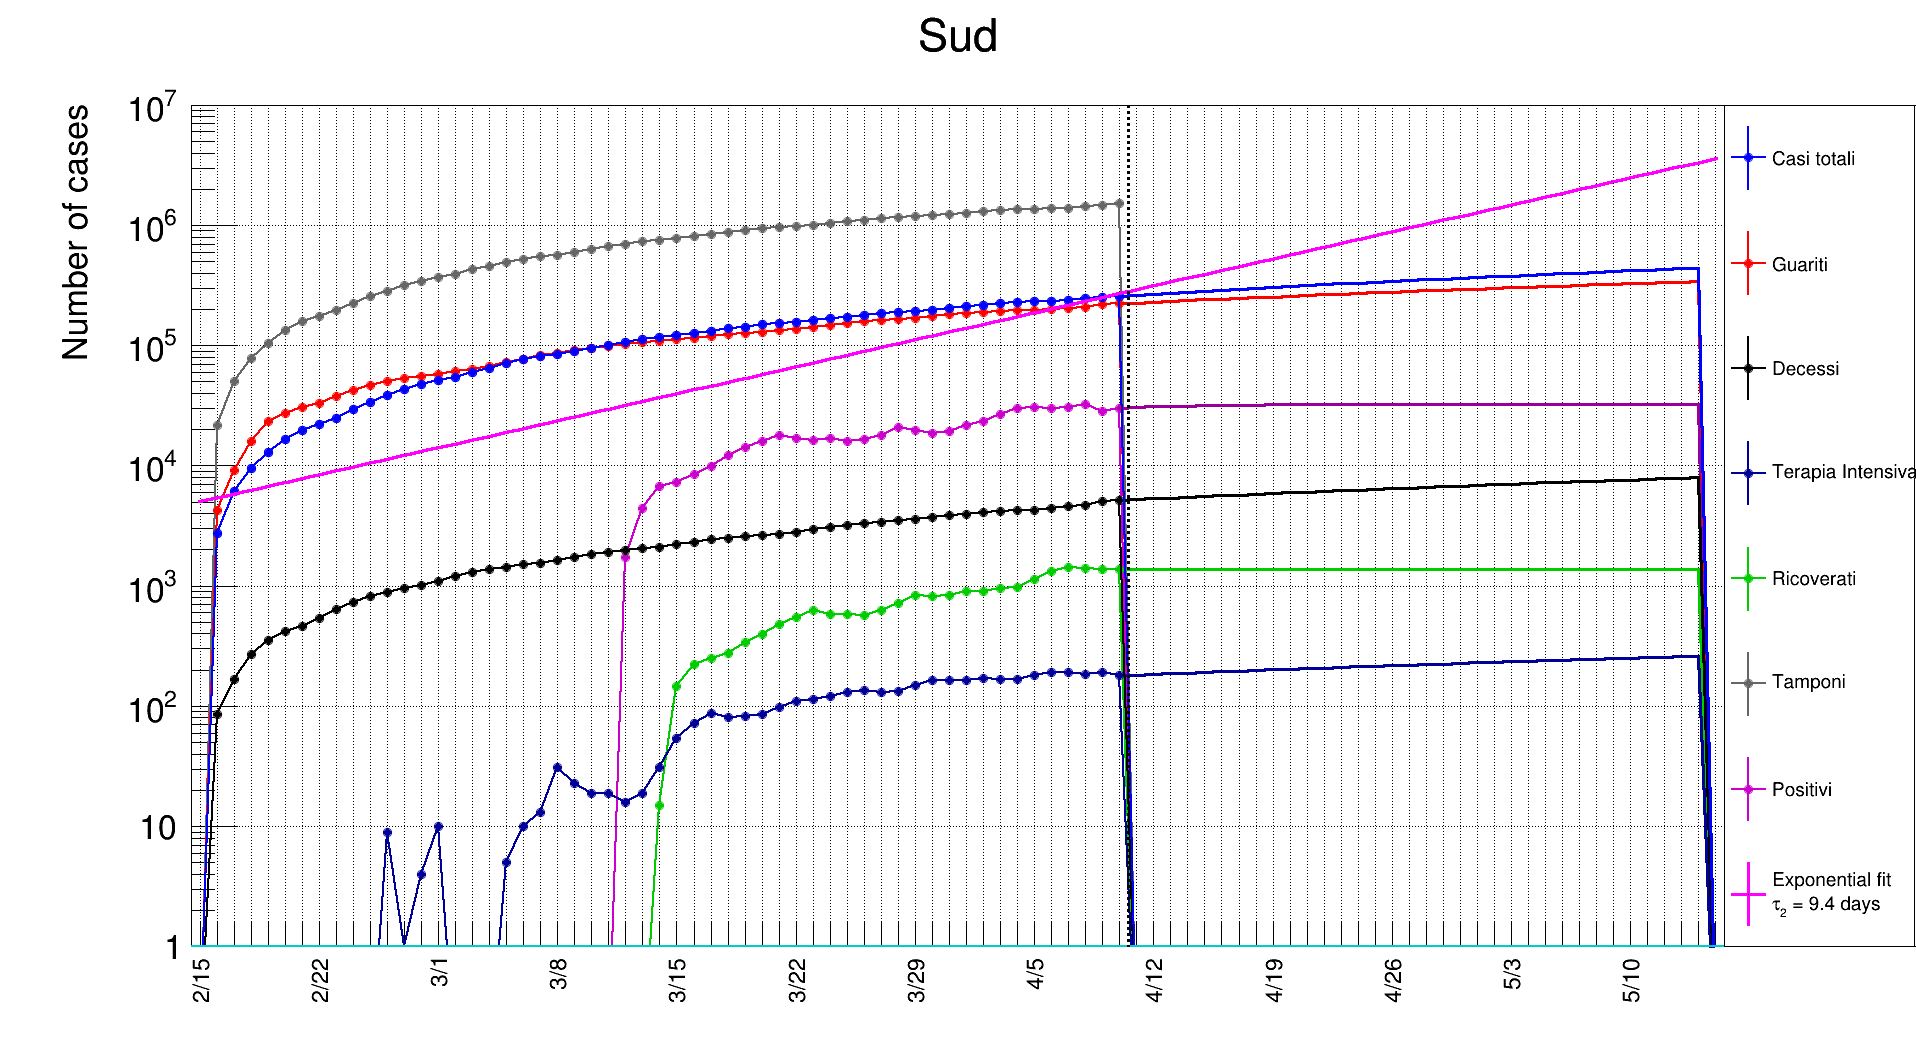 Sud
Number of cases
10^7
10^6
10^5
10^4
10^3
10^2
10
1
2/15
2/22
3/1
3/8
3/15
3/22
3/29
4/5
4/12
4/19
4/26
5/3
5/10
Casi totali
Guariti
Decessi
Terapia Intensiva
Ricoverati
Tamponi
Positivi
Exponential fit
τ_2 = 9.4 days